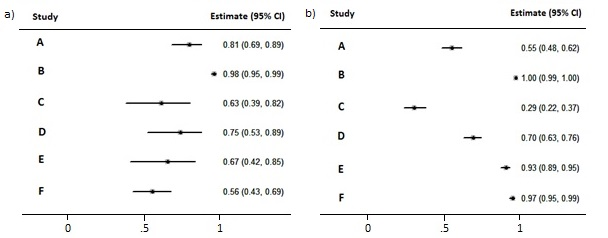 a) Study Estimate (95% CI)
A 0.81 (0.69, 0.89)
B 0.98 (0.95, 0.99)
C 0.63 (0.39, 0.82)
D 0.75 (0.53, 0.89)
E 0.67 (0.42, 0.85)
F 0.56 (0.43, 0.69)
0 .5 1
b) Study Estimate (95% CI)
A 0.55 (0.48, 0.62)
B 1.00 (0.99, 1.00)
C 0.29 (0.22, 0.37)
D 0.70 (0.63, 0.76)
E 0.93 (0.89, 0.95)
F 0.97 (0.95, 0.99)
0 .5 1